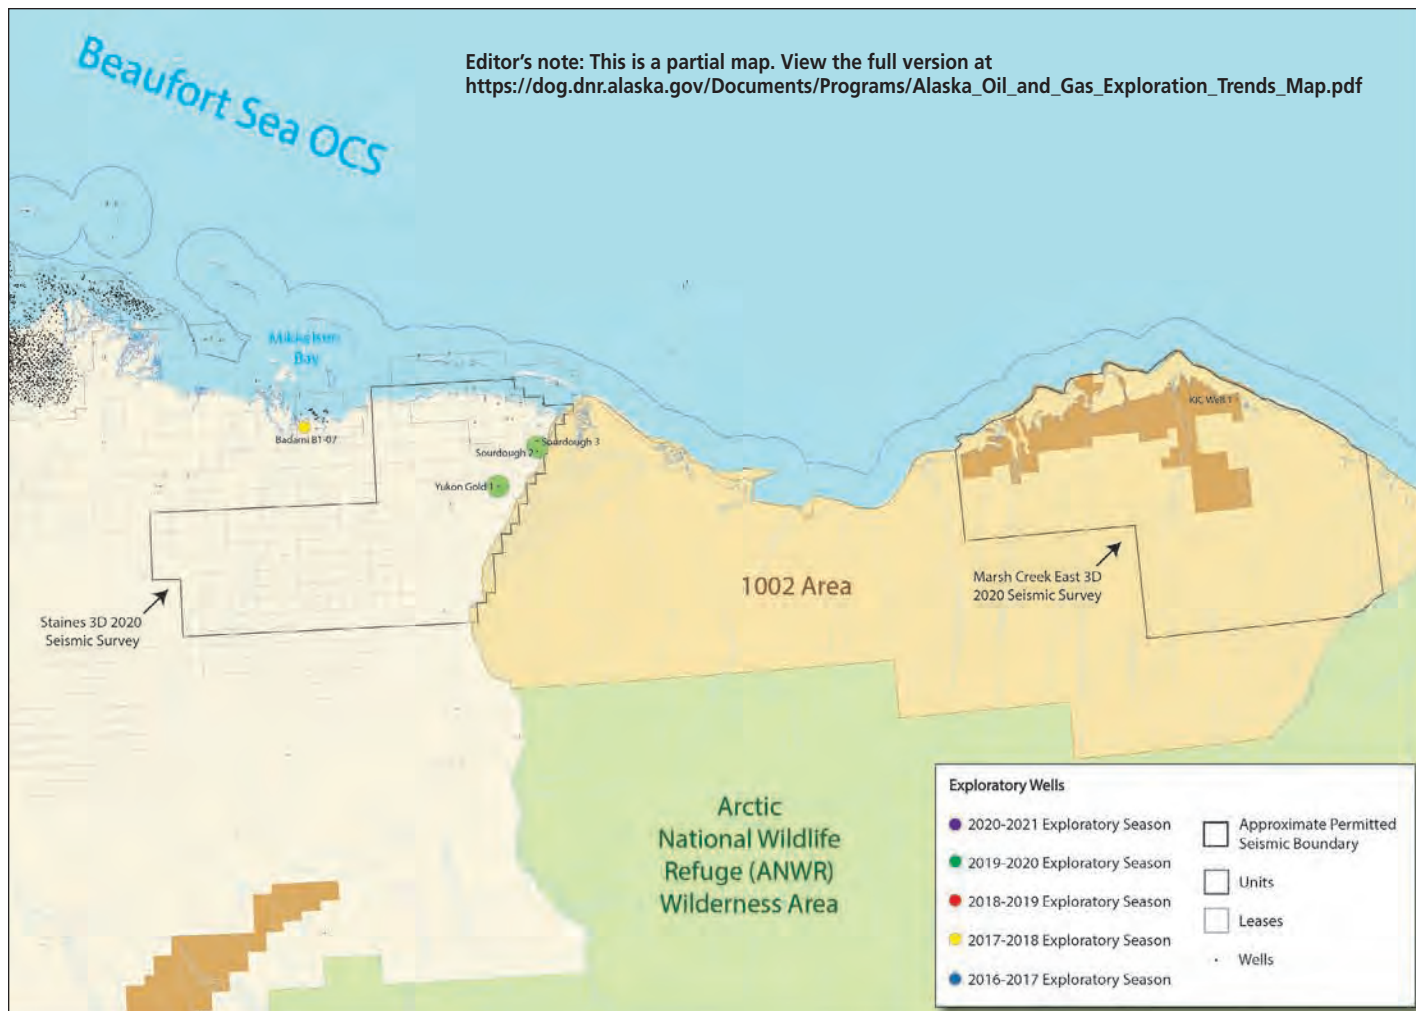 Beaufort Sea OCS
Editor's note: This is a partial map. View the full version at
https://dog.dnr.alaska.gov/Documents/Programs/Alaska_Oil_and_Gas_Exploration_Trends_Map.pdf
Mikkelsen
Bay
Badami B1-07
Sourdough 3
Sourdough 2
Yukon Gold 1
KIC Well 1
Staines 3D 2020
Seismic Survey
1002 Area
Marsh Creek East 3D
2020 Seismic Survey
Arctic
National Wildlife
Refuge (ANWR)
Wilderness Area
Exploratory Wells
2020-2021 Exploratory Season
2019-2020 Exploratory Season
2018-2019 Exploratory Season
2017-2018 Exploratory Season
2016-2017 Exploratory Season
Approximate Permitted
Seismic Boundary
Units
Leases
Wells